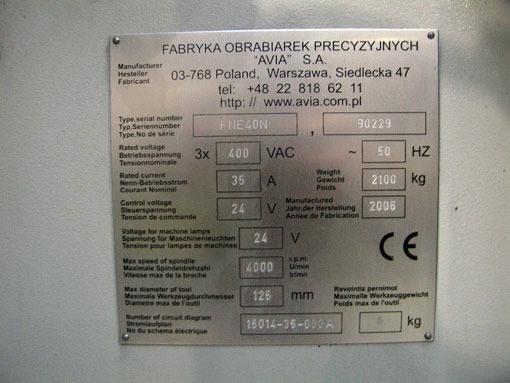 FABRYKA OBRABIAREK PRECYZYJNYCH
"AVIA" S.A.
Manufacturer
Hesteller
Fabricant
03-768 Poland, Warszawa, Siedlecka 47
tel: +48 22 818 62 11
http: // www.avia.com.pl
Type,serial number
Typ,Seriennumber
Type,No de série
FNE40N , 90229
Rated voltage
Betriebsspannung
Tensionnominale
3x 400 VAC ~ 50 HZ
Rated current
Nenn-Betriebstrom
Courant Nominal
35 A
Weight
Gewicht
Poids
2100 kg
Control voltage
Steuerspannung
Tension de commande
24 V
Manufactured
Jahr.der Herstellung
Annee de Fabrication
2006
Valtage for machine lamps
Spannung für Maschinenleuchten
Tension pour lampes de machines
24 V
CE
Max speed of spindle
Maximale Spindeldrehzahl
Vitesse max de la broche
4000
r.p.m.
U/min
tr/min
Max diameter of tool
Maximale Werkzeugdurchmesser
Diametre max de l'outil
125 mm
Revolntiz pernimot
Maximalle Werkzeuggewicht
Poids max de l'outil
kg
Number of circuit diagram
Stromlaufplan
No du schema électrique
15014-36-000A